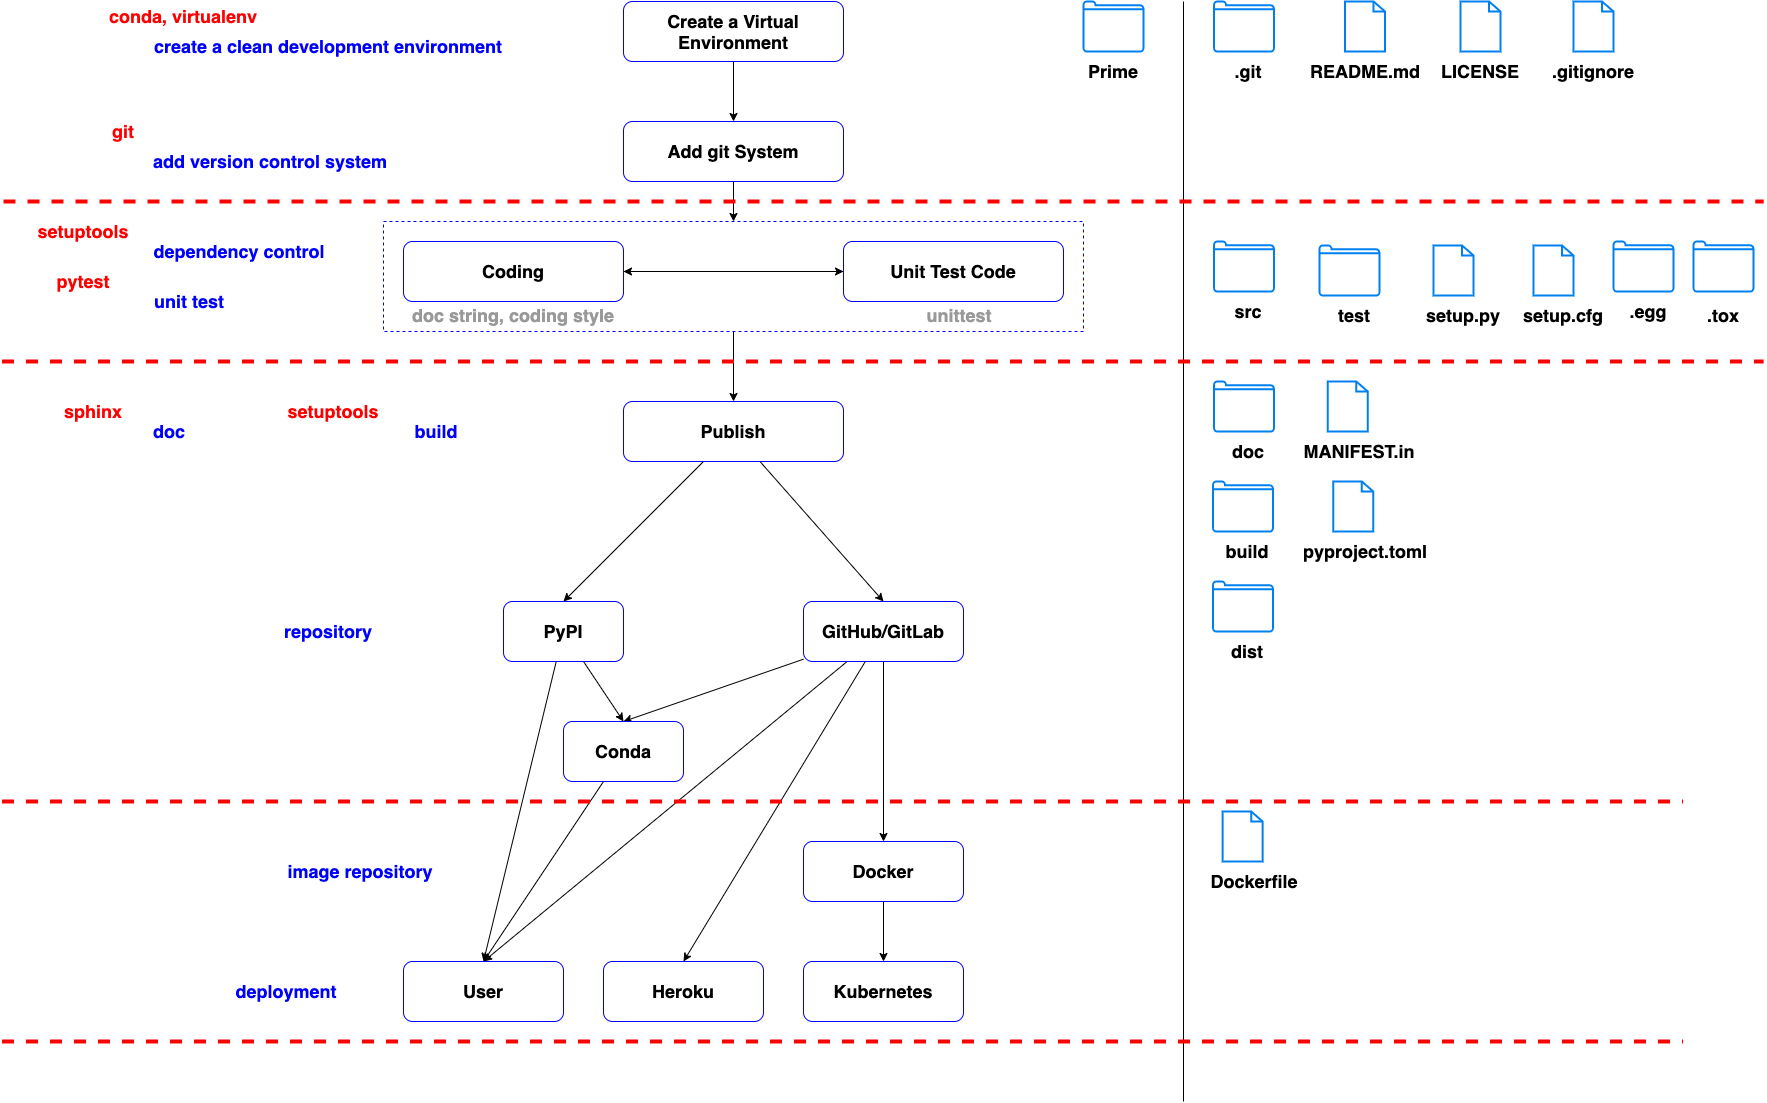 conda, virtualenv
create a clean development environment
Create a Virtual
Environment
Prime
.git
README.md
LICENSE
.gitignore
git
add version control system
Add git System
setuptools
dependency control
pytest
unit test
Coding
Unit Test Code
doc string, coding style
unittest
src
test
setup.py
setup.cfg
.egg
.tox
sphinx
doc
setuptools
build
Publish
doc
MANIFEST.in
build
pyproject.toml
repository
PyPI
GitHub/GitLab
dist
Conda
image repository
Docker
Dockerfile
deployment
User
Heroku
Kubernetes